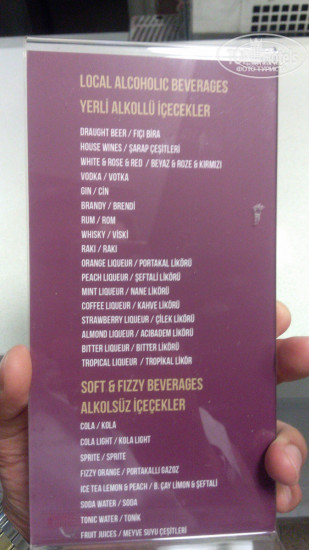 LOCAL ALCOHOLIC BEVERAGES
YERLİ ALKOLLÜ İÇECEKLER
DRAUGHT BEER / FIÇI BİRA
HOUSE WINES / ŞARAP ÇEŞİTLERİ
WHITE & ROSE & RED / BEYAZ & ROZE & KIRMIZI
VODKA / VOTKA
GIN / CİN
BRANDY / BRENDİ
RUM / ROM
WHISKY / VİSKİ
RAKI / RAKI
ORANGE LIQUEUR / PORTAKAL LİKÖRÜ
PEACH LIQUEUR / ŞEFTALİ LİKÖRÜ
MINT LIQUEUR / NANE LİKÖRÜ
COFFEE LIQUEUR / KAHVE LİKÖRÜ
STRAWBERRY LIQUEUR / ÇİLEK LİKÖRÜ
ALMOND LIQUEUR / ACIBADEM LİKÖRÜ
BITTER LIQUEUR / BITTER LİKÖRÜ
TROPICAL LIQUEUR / TROPİKAL LİKÖR
SOFT & FIZZY BEVERAGES
ALKOLSÜZ İÇEÇEKLER
COLA / KOLA
COLA LIGHT / KOLA LIGHT
SPRITE / SPRITE
FIZZY ORANGE / PORTAKALLI GAZOZ
ICE TEA LEMON & PEACH / B. ÇAY LİMON & ŞEFTALİ
SODA WATER / SODA
TONIC WATER / TONİK
FRUIT JUICES / MEYVE SUYU ÇEŞİTLERİ